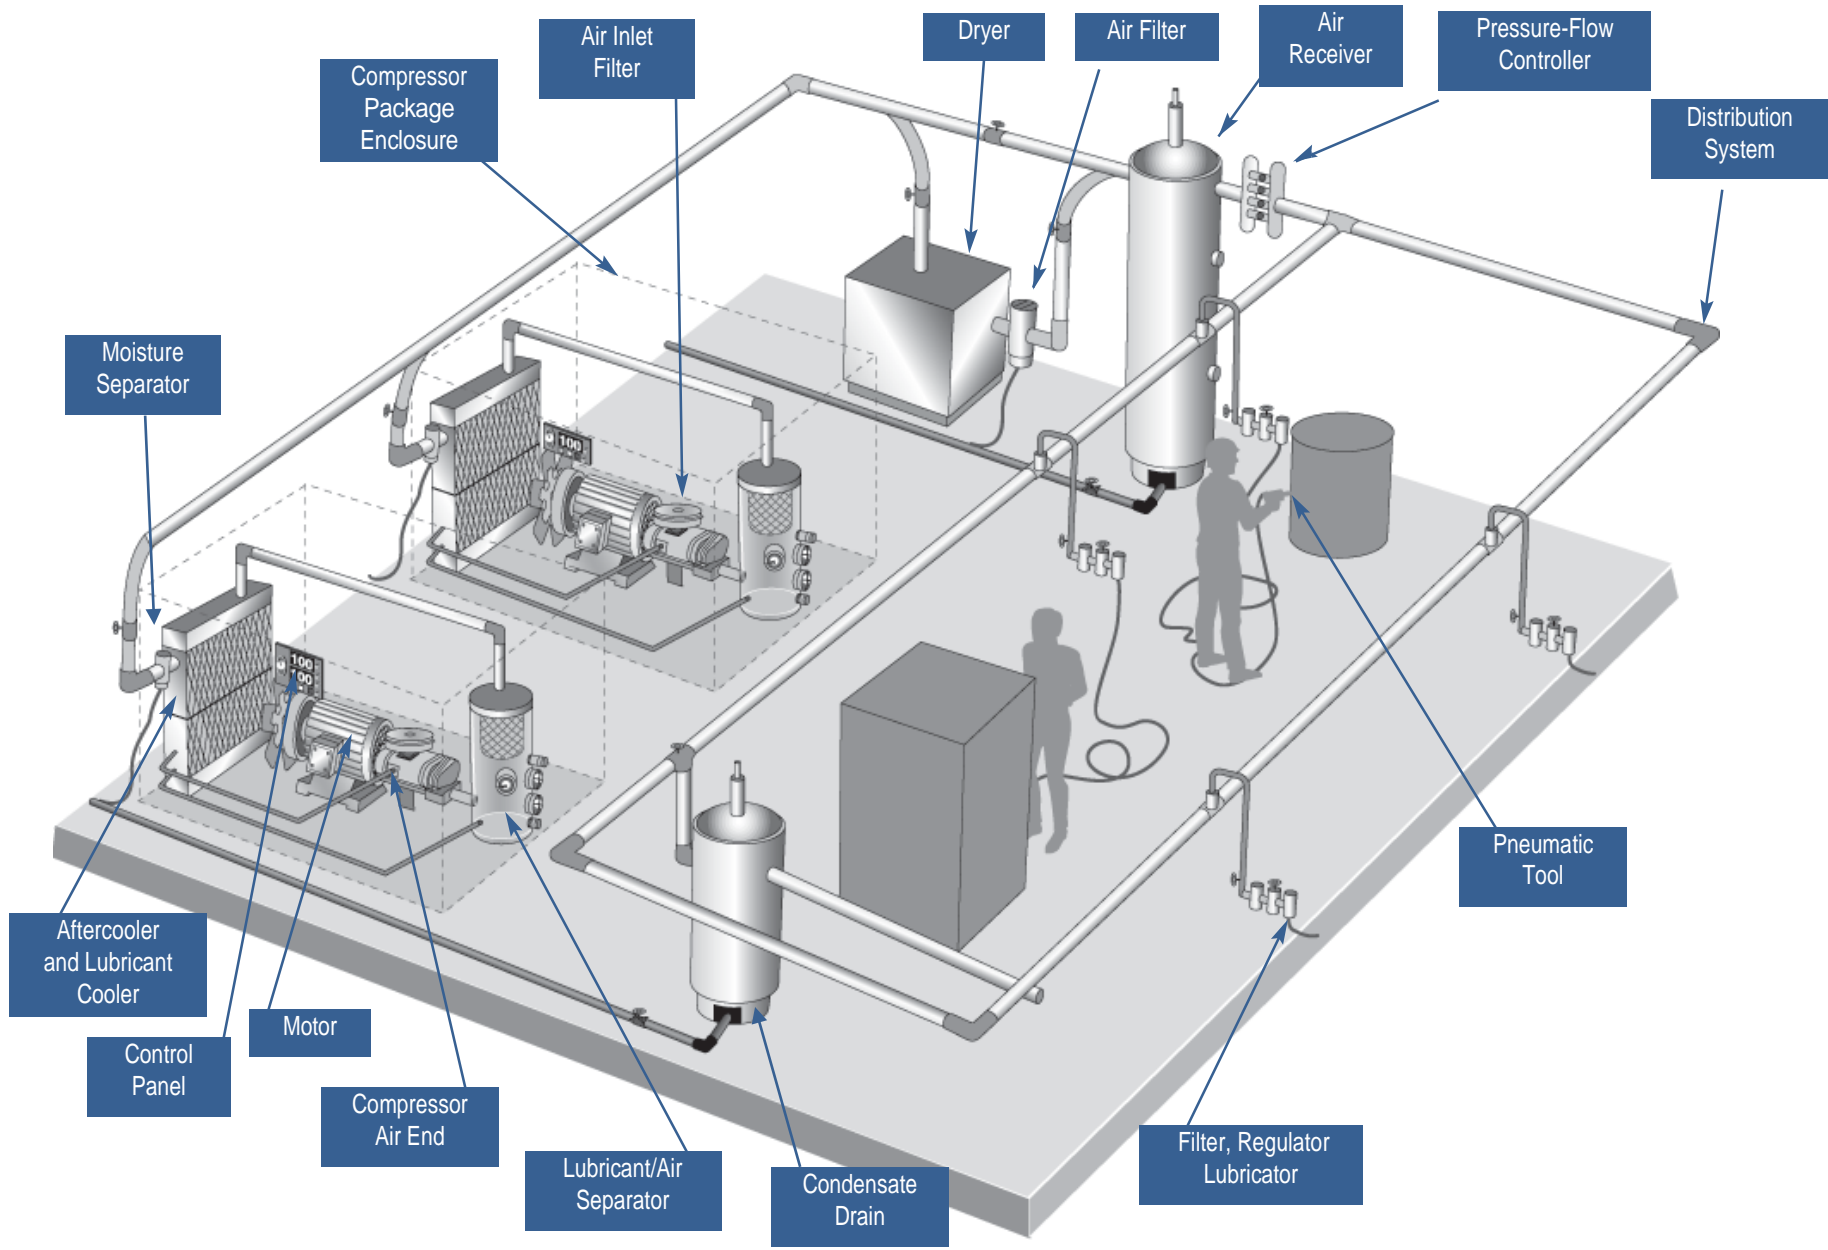 Air Inlet
Filter
Dryer
Air Filter
Air
Receiver
Pressure-Flow
Controller
Compressor
Package
Enclosure
Distribution
System
Moisture
Separator
100
100
100
Pneumatic
Tool
Aftercooler
and Lubricant
Cooler
Motor
Control
Panel
Compressor
Air End
Lubricant/Air
Separator
Condensate
Drain
Filter, Regulator
Lubricator